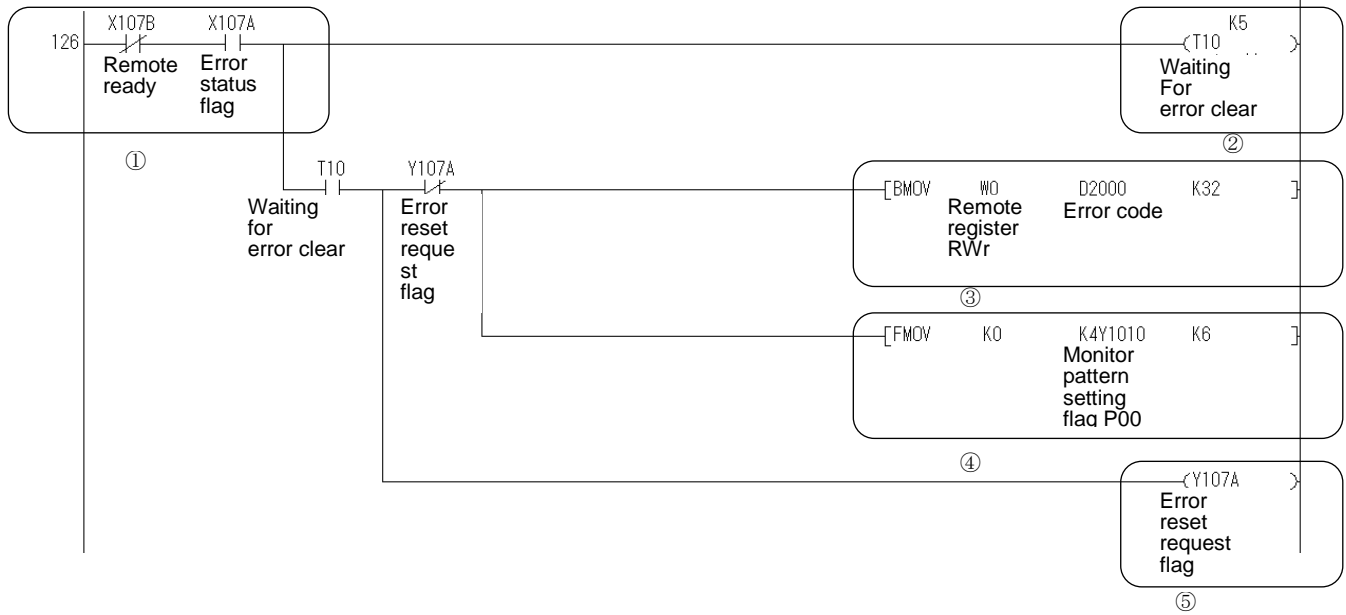 X107B X107A K5
126 (T10 )
Remote
ready
Error
status
flag
Waiting
For
error clear
①
②
T10 Y107A
[BMOV W0 D2000 K32 ]
Waiting
for
error clear
Error
reset
reque
st
flag
Remote
register
RWr
Error code
③
[FMOV K0 K4Y1010 K6 ]
Monitor
pattern
setting
flag P00
④
(Y107A )
Error
reset
request
flag
⑤